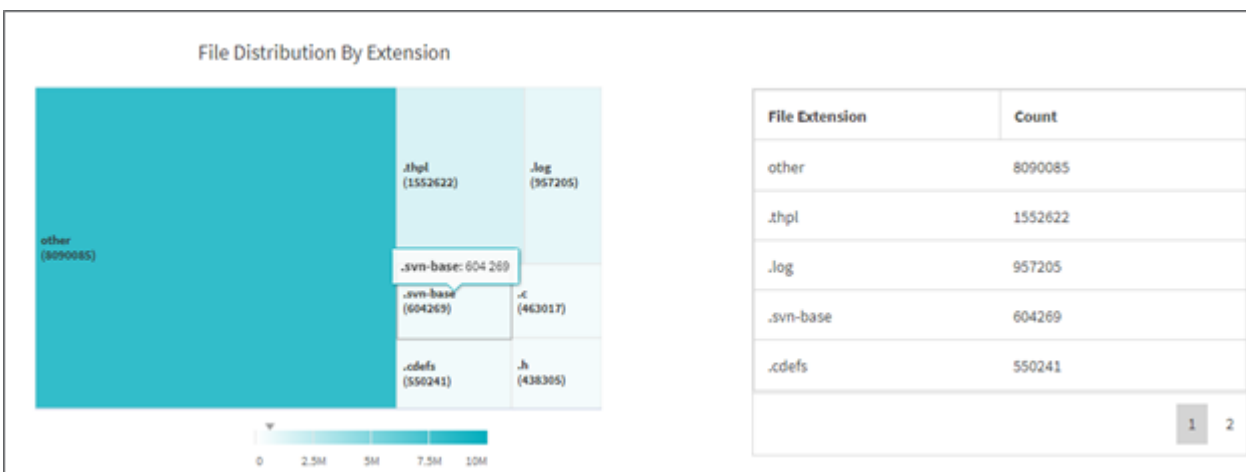 File Distribution By Extension
other
(8090085)
.thpl
(1552622)
.log
(957205)
.svn-base: 604 269
.svn-base
(604269)
.c
(463017)
.cdefs
(550241)
.h
(438305)
0 2.5M 5M 7.5M 10M
File Extension Count
other 8090085
.thpl 1552622
.log 957205
.svn-base 604269
.cdefs 550241
1 2